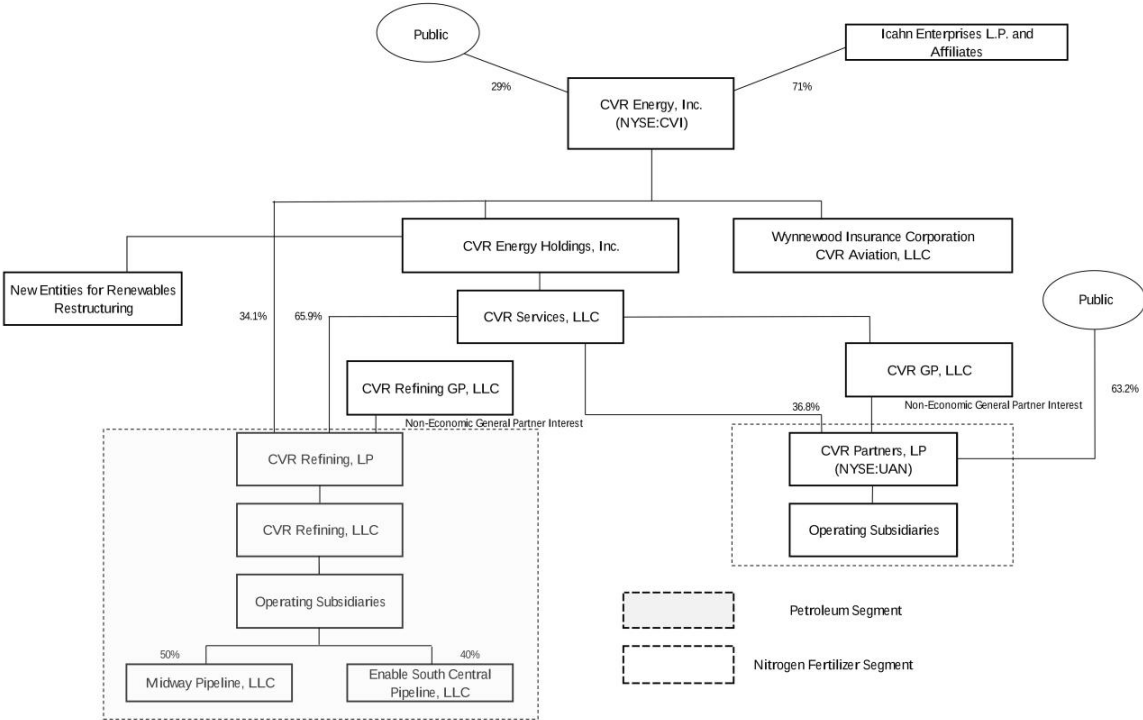 Public
Icahn Enterprises L.P. and
Affiliates
29%
71%
CVR Energy, Inc.
(NYSE:CVI)
CVR Energy Holdings, Inc.
Wynnewood Insurance Corporation
CVR Aviation, LLC
New Entities for Renewables
Restructuring
Public
34.1%
65.9%
CVR Services, LLC
CVR GP, LLC
63.2%
CVR Refining GP, LLC
36.8%
Non-Economic General Partner Interest
Non-Economic General Partner Interest
CVR Refining, LP
CVR Partners, LP
(NYSE:UAN)
CVR Refining, LLC
Operating Subsidiaries
Operating Subsidiaries
Petroleum Segment
50%
40%
Midway Pipeline, LLC
Enable South Central
Pipeline, LLC
Nitrogen Fertilizer Segment